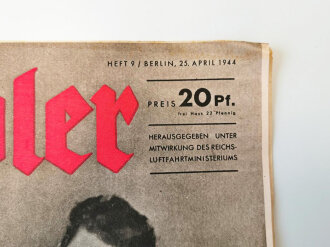 HEFT 9 / BERLIN, 25. APRIL 1944
ler
PREIS 20 Pf.
frei Haus 22 Pfennig
HERAUSGEGEBEN UNTER
MITWIRKUNG DES REICHS-
LUFTFAHRTMINISTERIUMS